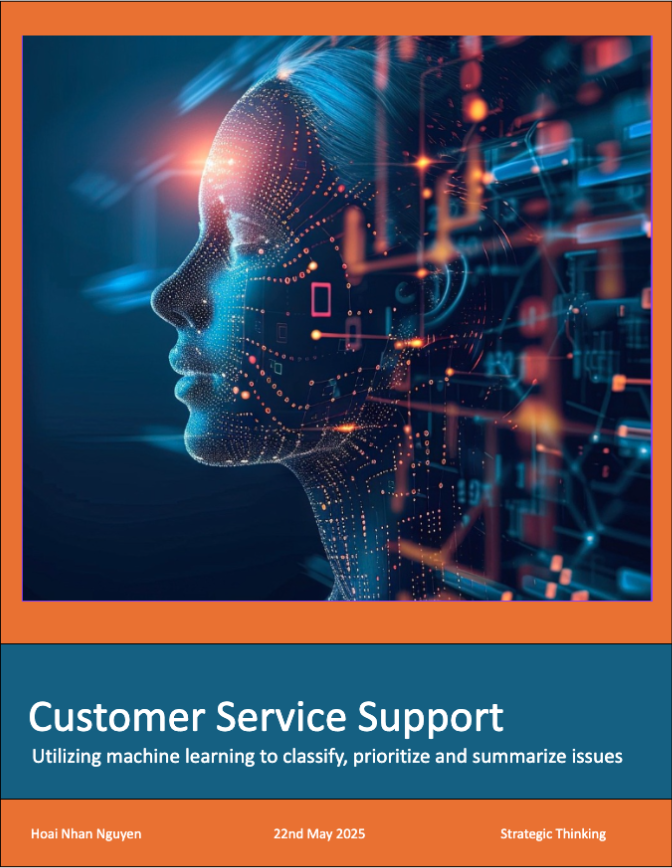 Customer Service Support
Utilizing machine learning to classify, prioritize and summarize issues
Hoai Nhan Nguyen 22nd May 2025 Strategic Thinking